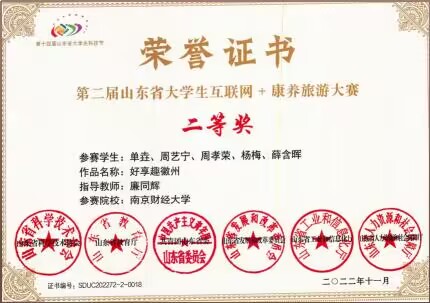 第十四届山东省大学生科技节
荣誉证书
第二届山东省大学生互联网 + 康养旅游大赛
二等奖
参赛学生：单垚、周艺宁、周孝荣、杨梅、薛含晖
作品名称：好享趣徽州
指导教师：廉同辉
参赛院校：南京财经大学
山东省科学技术协会
山东省教育厅
共青团山东省委
山东省委员会
山东省发展和改革委员会
山东省工业和信息化厅
山东省人力资源和社会保障厅
证书编号：SDUC202272-2-0018
二〇二二年十一月